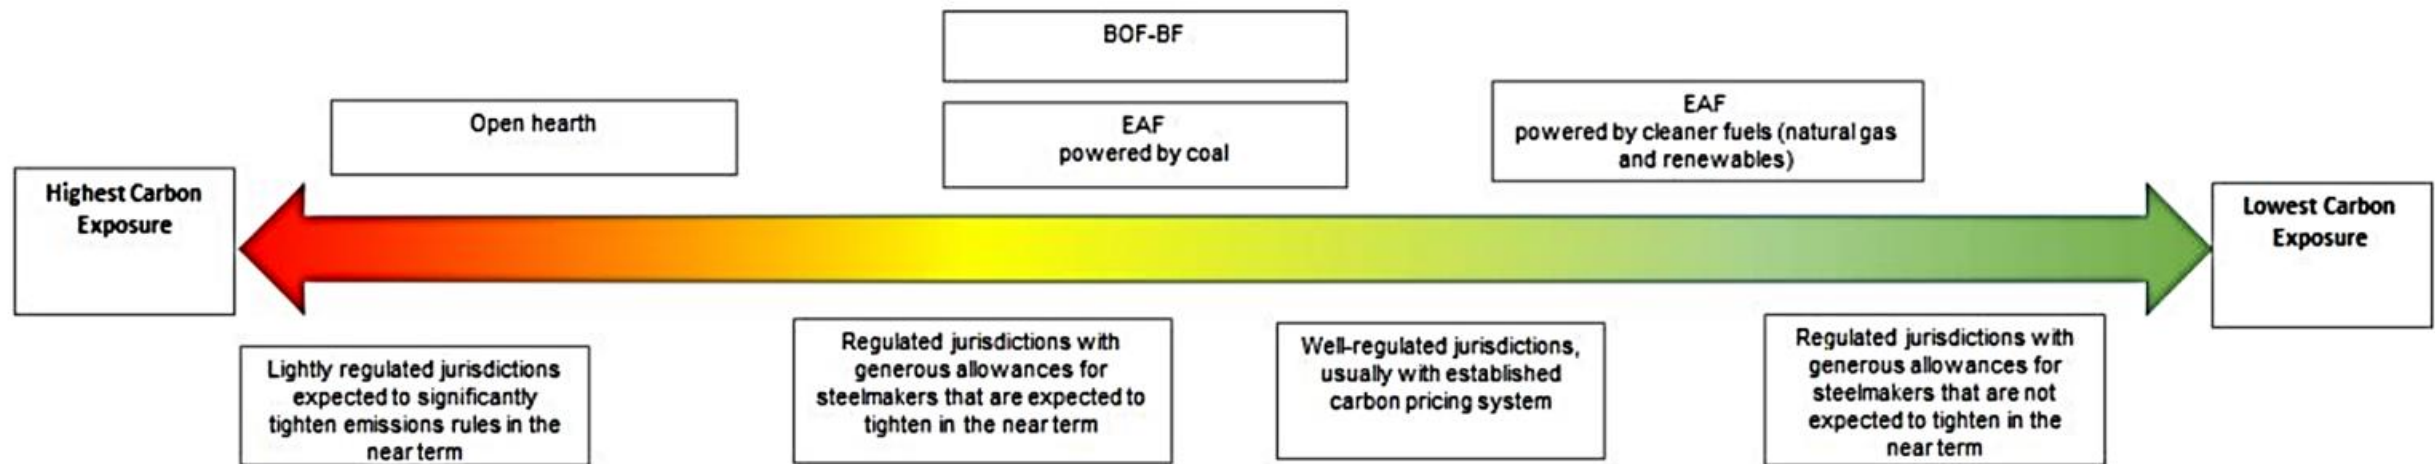 BOF-BF
Open hearth
EAF
powered by coal
EAF
powered by cleaner fuels (natural gas
and renewables)
Highest Carbon
Exposure
Lowest Carbon
Exposure
Lightly regulated jurisdictions
expected to significantly
tighten emissions rules in the
near term
Regulated jurisdictions with
generous allowances for
steelmakers that are expected to
tighten in the near term
Well-regulated jurisdictions,
usually with established
carbon pricing system
Regulated jurisdictions with
generous allowances for
steelmakers that are not
expected to tighten in the
near term